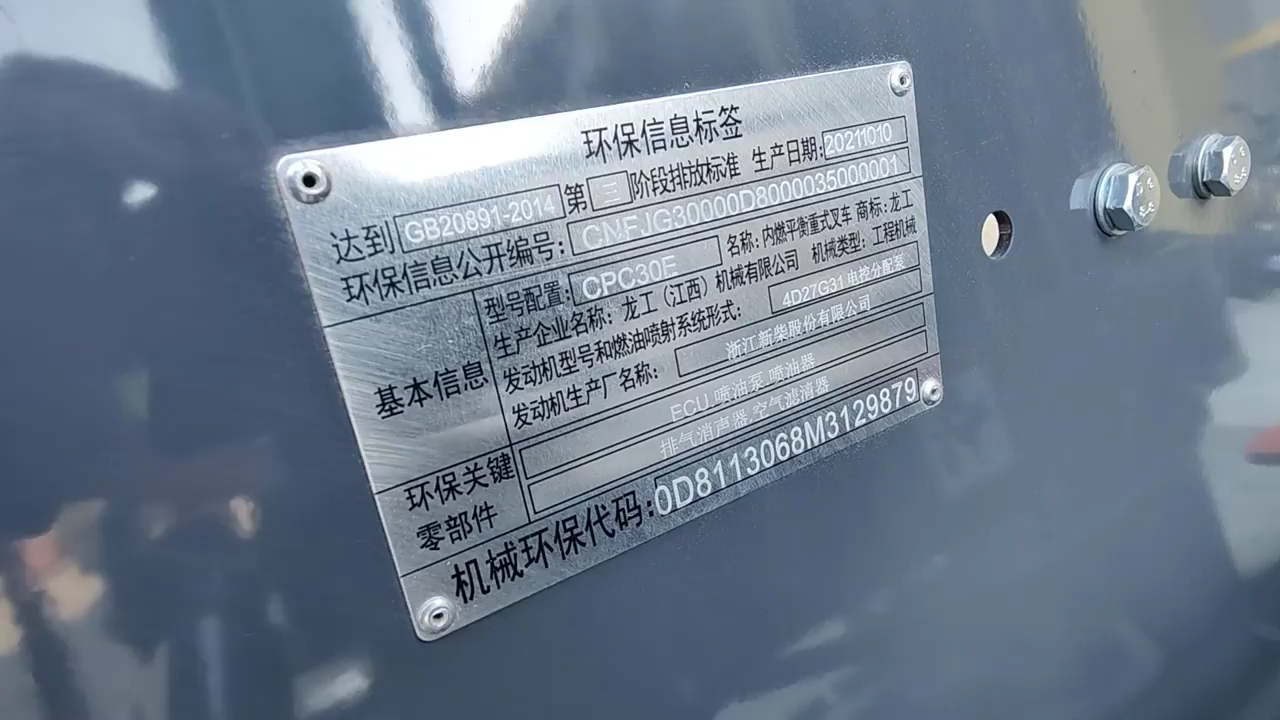 环保信息标签
达到 GB20891-2014 第 三 阶段排放标准 生产日期: 20211010
环保信息公开编号: CNFJG30000D8000035000001
基本信息
型号配置: CPC30E 名称: 内燃平衡重式叉车 商标: 龙工
生产企业名称: 龙工（江西）机械有限公司 机械类型: 工程机械
发动机型号和燃油喷射系统形式: 4D27G31 电控分配泵
发动机生产厂名称: 浙江新柴股份有限公司
环保关键零部件
ECU,喷油泵,喷油器
排气消声器,空气滤清器
机械环保代码: 0D8113068M3129879